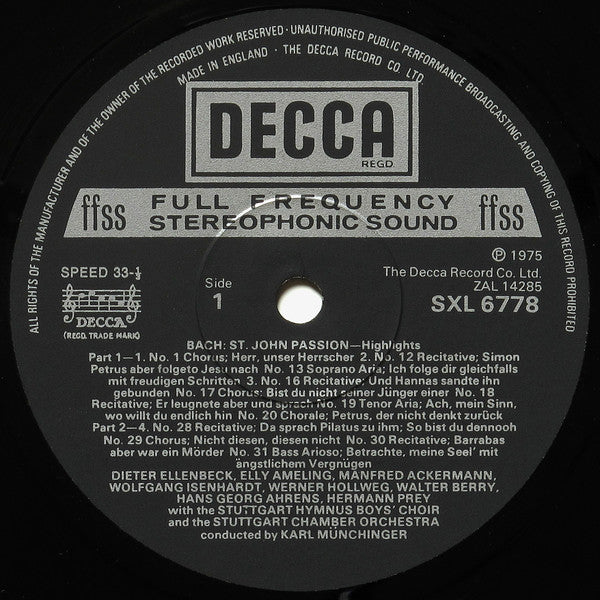 ALL RIGHTS OF THE MANUFACTURER AND OF THE OWNER OF THE RECORDED WORK RESERVED · UNAUTHORISED PUBLIC PERFORMANCE BROADCASTING AND COPYING OF THIS RECORD PROHIBITED
MADE IN ENGLAND · THE DECCA RECORD CO. LTD.
DECCA
REGD.
ffss FULL FREQUENCY STEREOPHONIC SOUND ffss
SPEED 33-⅓
DECCA
(REGD. TRADE MARK)
Side
1
℗ 1975
The Decca Record Co. Ltd.
ZAL 14285
SXL 6778
BACH: ST. JOHN PASSION—Highlights
Part 1—1. No. 1 Chorus; Herr, unser Herrscher 2. No. 12 Recitative; Simon
Petrus aber folgeto Jesu nach No. 13 Soprano Aria; Ich folge dir gleichfalls
mit freudigen Schritten 3. No. 16 Recitative; Und Hannas sandte ihn
gebunden No. 17 Chorus; Bist du nicht seiner Jünger einer No. 18
Recitative; Er leugnete aber und sprach No. 19 Tenor Aria; Ach, mein Sinn,
wo willt du endlich hin No. 20 Chorale; Petrus, der nicht denkt zurück
Part 2—4. No. 28 Recitative; Da sprach Pilatus zu ihm; So bist du dennooh
No. 29 Chorus; Nicht diesen, diesen nicht No. 30 Recitative; Barrabas
aber war ein Mörder No. 31 Bass Arioso; Betrachte, meine Seel' mit
ängstlichem Vergnügen
DIETER ELLENBECK, ELLY AMELING, MANFRED ACKERMANN,
WOLFGANG ISENHARDT, WERNER HOLLWEG, WALTER BERRY,
HANS GEORG AHRENS, HERMANN PREY
with the STUTTGART HYMNUS BOYS' CHOIR
and the STUTTGART CHAMBER ORCHESTRA
conducted by KARL MÜNCHINGER